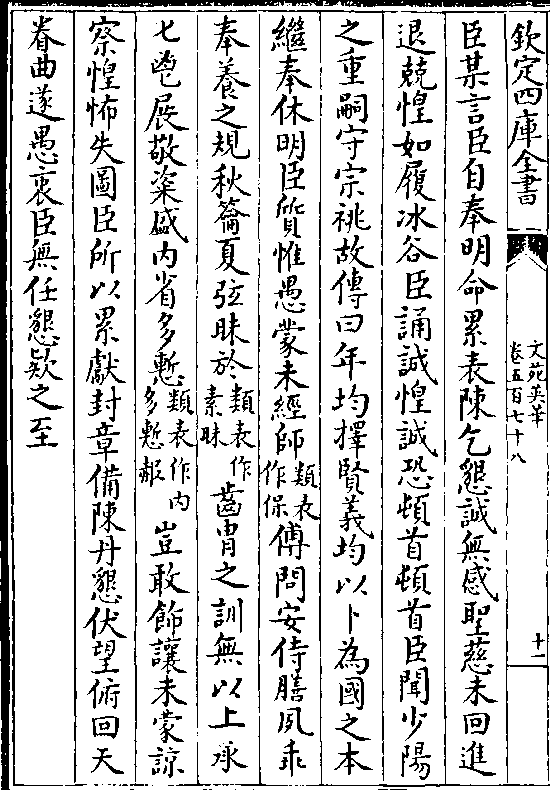 欽定四庫全書
文苑英華
卷五百七十八
十一
臣某言臣自奉明命累表陳乞懇誠無感聖慈未回進
退兢惶如履冰谷臣誦誠惶誠恐頓首頓首臣聞少陽
之重嗣守宗祧故傳曰年均擇賢義均以卜為國之本
繼奉休明臣質惟愚蒙未經師類表作保傅問安侍膳夙乖
奉養之規秋籥夏弦昧於類表作素昧齒胄之訓無以上承
七鬯展敬粢盛内省多慙類表作内多慙赧豈敢飾讓未蒙諒
察惶怖失圖臣所以累獻封章備陳丹懇伏望俯回天
眷曲遂愚衷臣無任懇欵之至